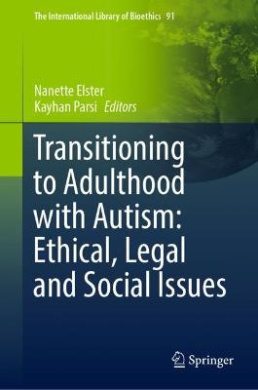 The International Library of Bioethics 91
Nanette Elster
Kayhan Parsi Editors
Transitioning
to Adulthood
with Autism:
Ethical, Legal
and Social Issues
Springer